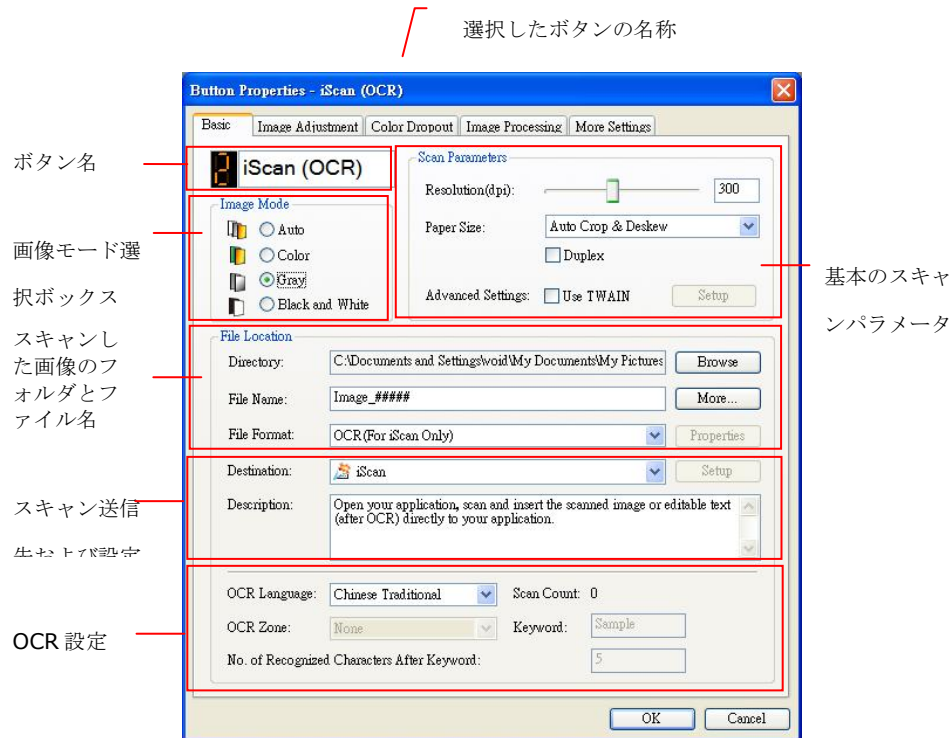 選択したボタンの名称
Button Properties - iScan (OCR)
Basic Image Adjustment Color Dropout Image Processing More Settings
ボタン名
2 iScan (OCR)
画像モード選
択ボックス
Image Mode
Auto
Color
Gray
Black and White
Scan Parameters
Resolution(dpi): 300
Paper Size: Auto Crop & Deskew
Duplex
Advanced Settings: Use TWAIN Setup
基本のスキャ
ンパラメータ
スキャンし
た画像のフ
ォルダとフ
ァイル名
File Location
Directory: C:\Documents and Settings\void\My Documents\My Pictures Browse
File Name: Image_##### More...
File Format: OCR(For iScan Only) Properties
スキャン送信
先および設定
Destination: iScan Setup
Description: Open your application, scan and insert the scanned image or editable text
(after OCR) directly to your application.
OCR 設定
OCR Language: Chinese Traditional Scan Count: 0
OCR Zone: None Keyword: Sample
No. of Recognized Characters After Keyword: 5
OK Cancel